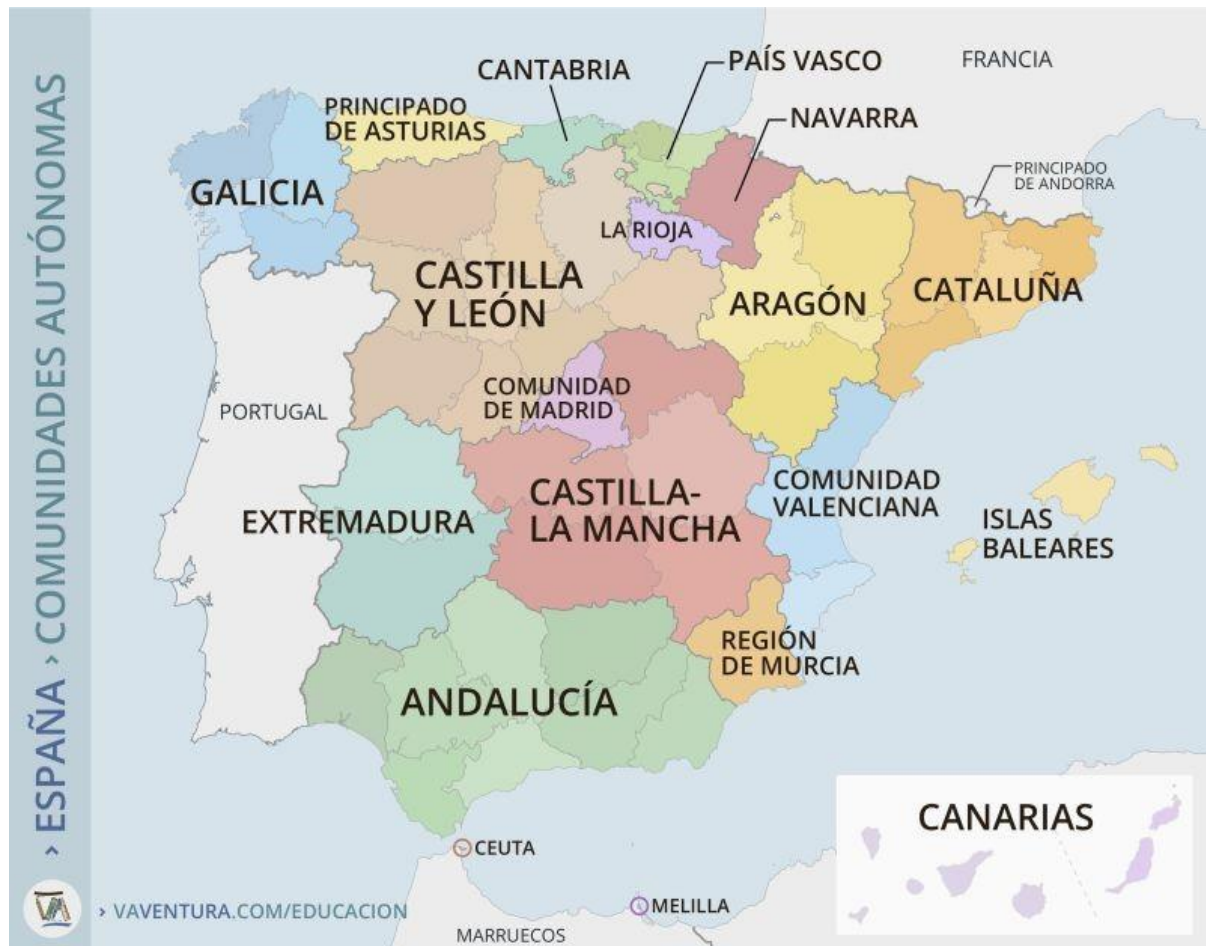 › ESPAÑA › COMUNIDADES AUTÓNOMAS
CANTABRIA
PAÍS VASCO
FRANCIA
PRINCIPADO
DE ASTURIAS
NAVARRA
PRINCIPADO
DE ANDORRA
GALICIA
LA RIOJA
CASTILLA
Y LEÓN
ARAGÓN
CATALUÑA
COMUNIDAD
DE MADRID
PORTUGAL
EXTREMADURA
CASTILLA-
LA MANCHA
COMUNIDAD
VALENCIANA
ISLAS
BALEARES
REGIÓN
DE MURCIA
ANDALUCÍA
CANARIAS
CEUTA
MELILLA
MARRUECOS
› VAVENTURA.COM/EDUCACION